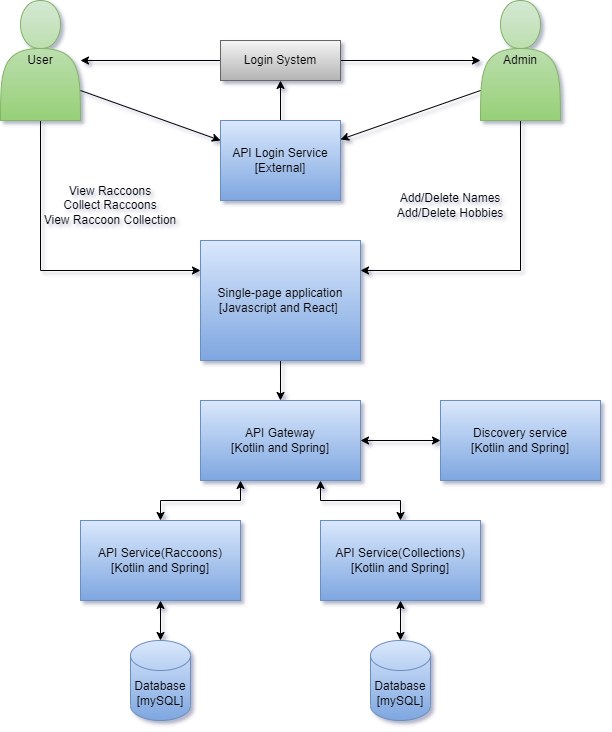 User
Login System
Admin
API Login Service
[External]
View Raccoons
Collect Raccoons
View Raccoon Collection
Add/Delete Names
Add/Delete Hobbies
Single-page application
[Javascript and React]
API Gateway
[Kotlin and Spring]
Discovery service
[Kotlin and Spring]
API Service(Raccoons)
[Kotlin and Spring]
API Service(Collections)
[Kotlin and Spring]
Database
[mySQL]
Database
[mySQL]